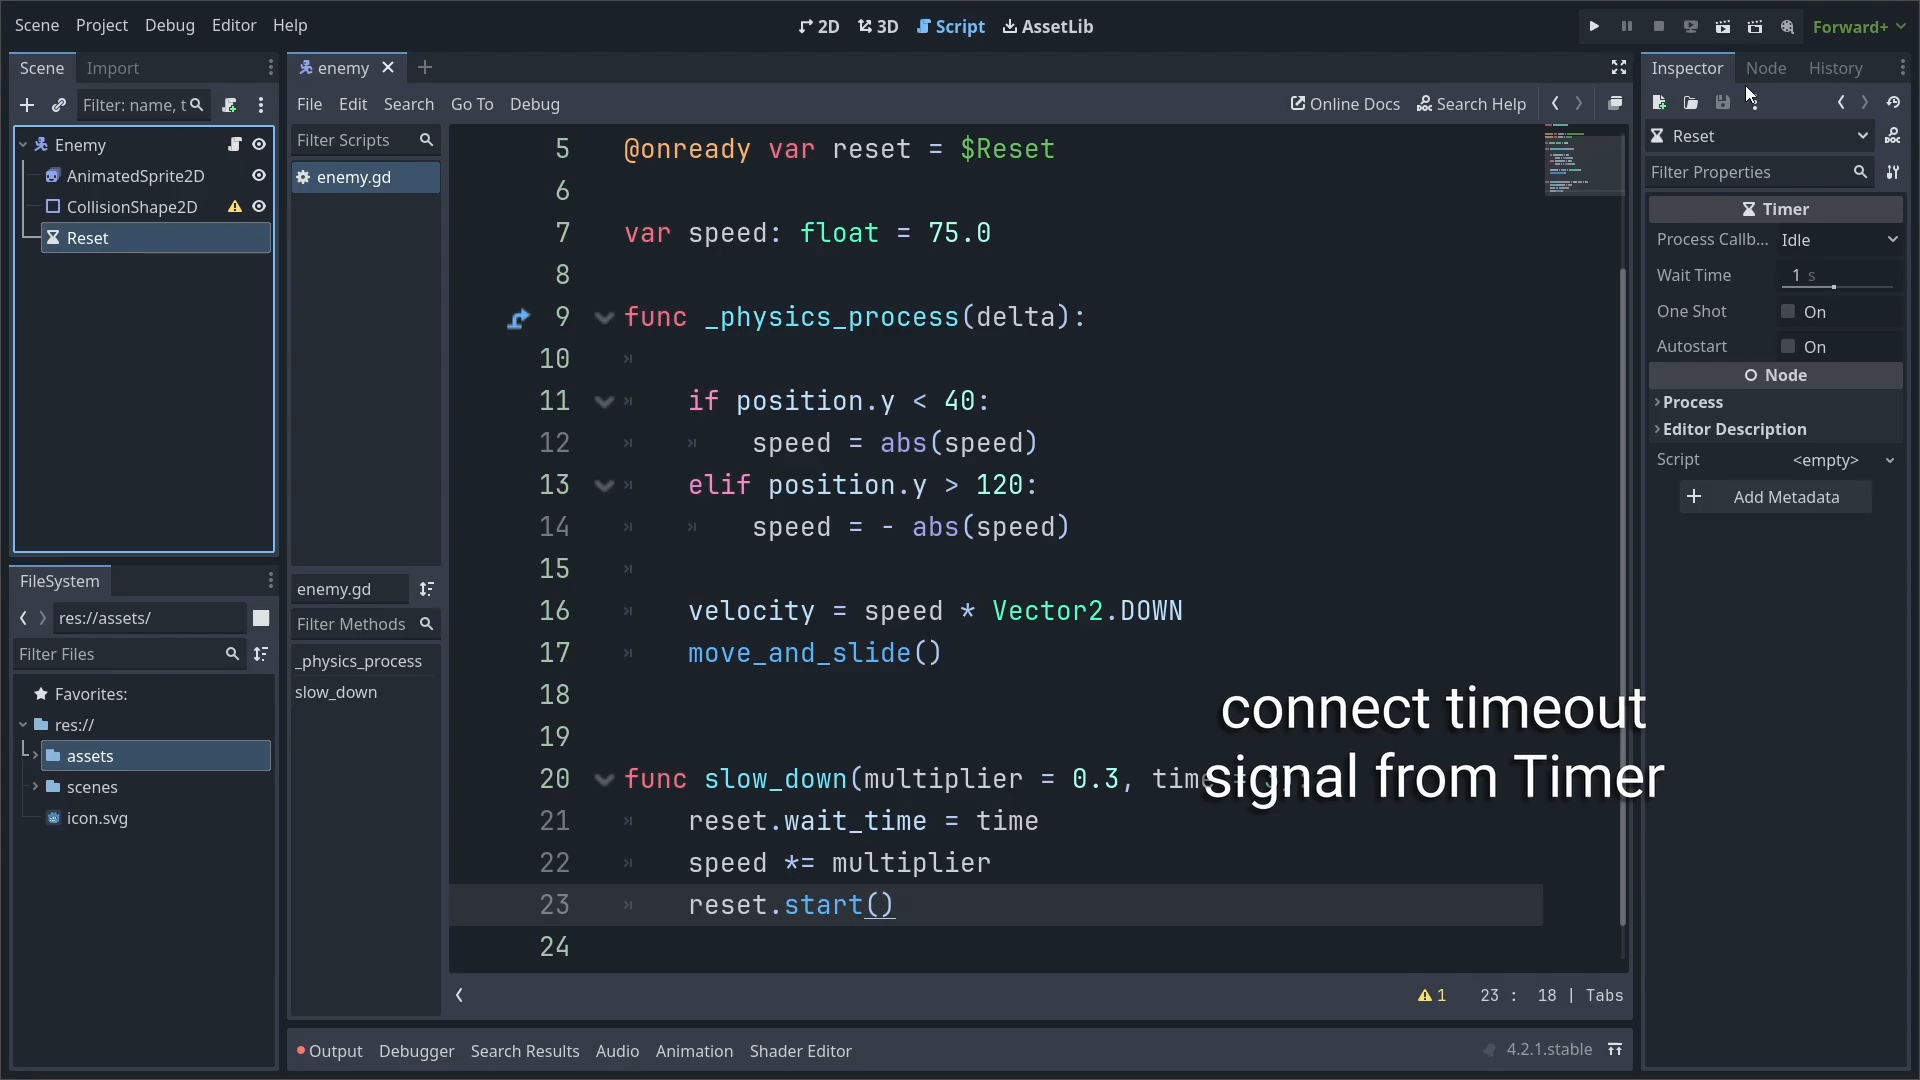 Scene Project Debug Editor Help
2D 3D Script AssetLib
Forward+
Scene Import
Filter: name, t
Enemy
AnimatedSprite2D
CollisionShape2D
Reset
FileSystem
res://assets/
Filter Files
Favorites:
res://
assets
scenes
icon.svg
enemy
File Edit Search Go To Debug
Online Docs Search Help
Filter Scripts
enemy.gd
enemy.gd
Filter Methods
_physics_process
slow_down
5 @onready var reset = $Reset
6
7 var speed: float = 75.0
8
9 func _physics_process(delta):
10
11 if position.y < 40:
12 speed = abs(speed)
13 elif position.y > 120:
14 speed = - abs(speed)
15
16 velocity = speed * Vector2.DOWN
17 move_and_slide()
18
19
20 func slow_down(multiplier = 0.3, time
21 reset.wait_time = time
22 speed *= multiplier
23 reset.start()
24
connect timeout
signal from Timer
1 23 : 18 | Tabs
Output Debugger Search Results Audio Animation Shader Editor
4.2.1.stable
Inspector Node History
Reset
Filter Properties
Timer
Process Callb... Idle
Wait Time 1 s
One Shot On
Autostart On
Node
Process
Editor Description
Script <empty>
Add Metadata